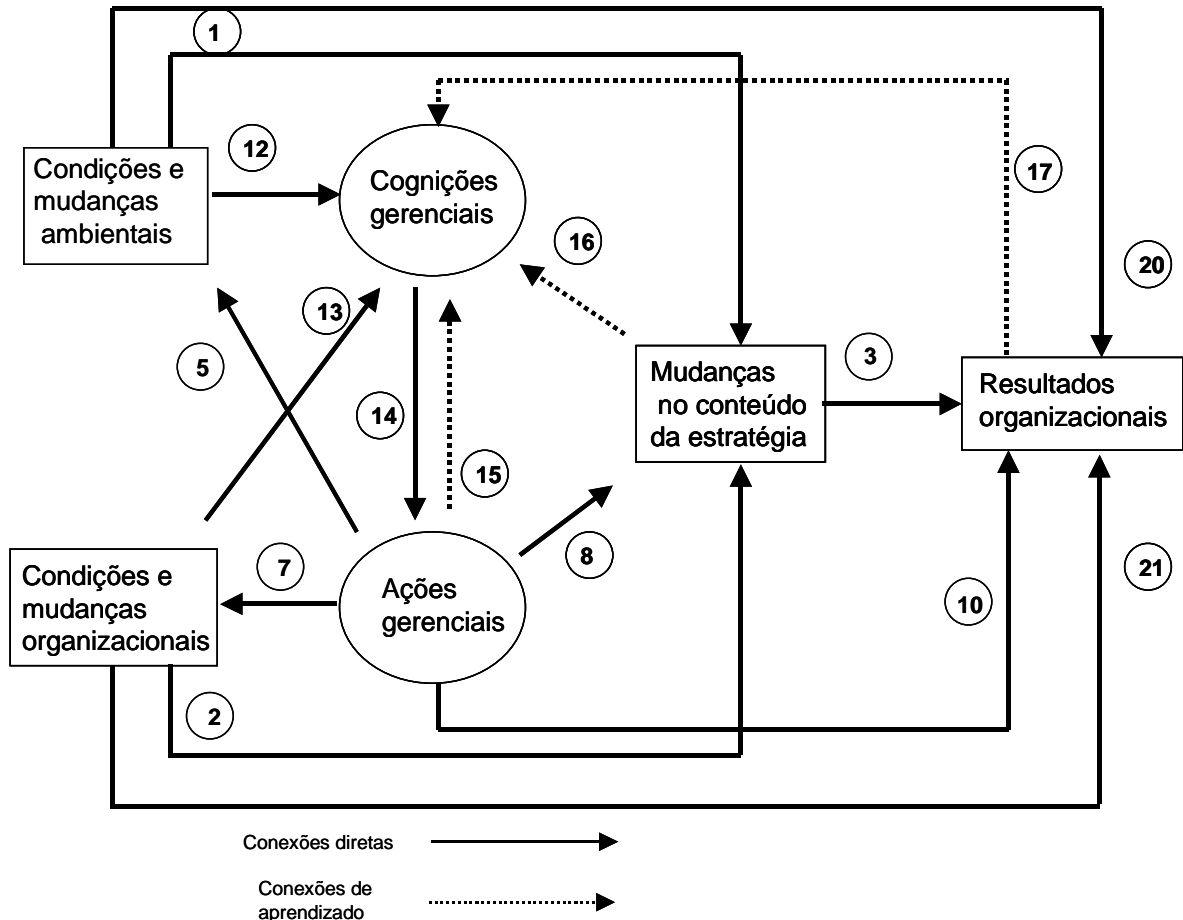 1
12
Condições e
mudanças
ambientais
Cognições
gerenciais
17
16
20
13
5
3
Mudanças
no conteúdo
da estratégia
Resultados
organizacionais
14
15
8
21
7
Condições e
mudanças
organizacionais
Ações
gerenciais
10
2
Conexões diretas
Conexões de
aprendizado